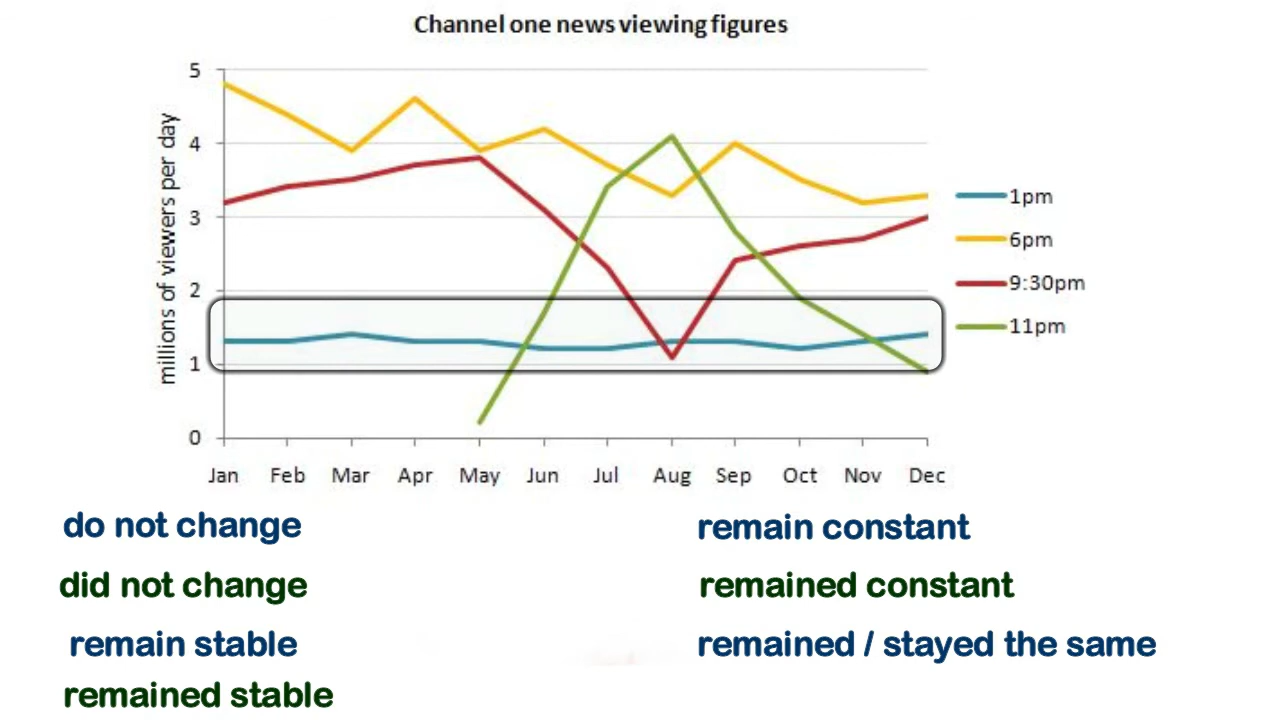 Channel one news viewing figures
millions of viewers per day
5
4
3
2
1
0
Jan Feb Mar Apr May Jun Jul Aug Sep Oct Nov Dec
1pm
6pm
9:30pm
11pm
do not change
did not change
remain stable
remained stable
remain constant
remained constant
remained / stayed the same